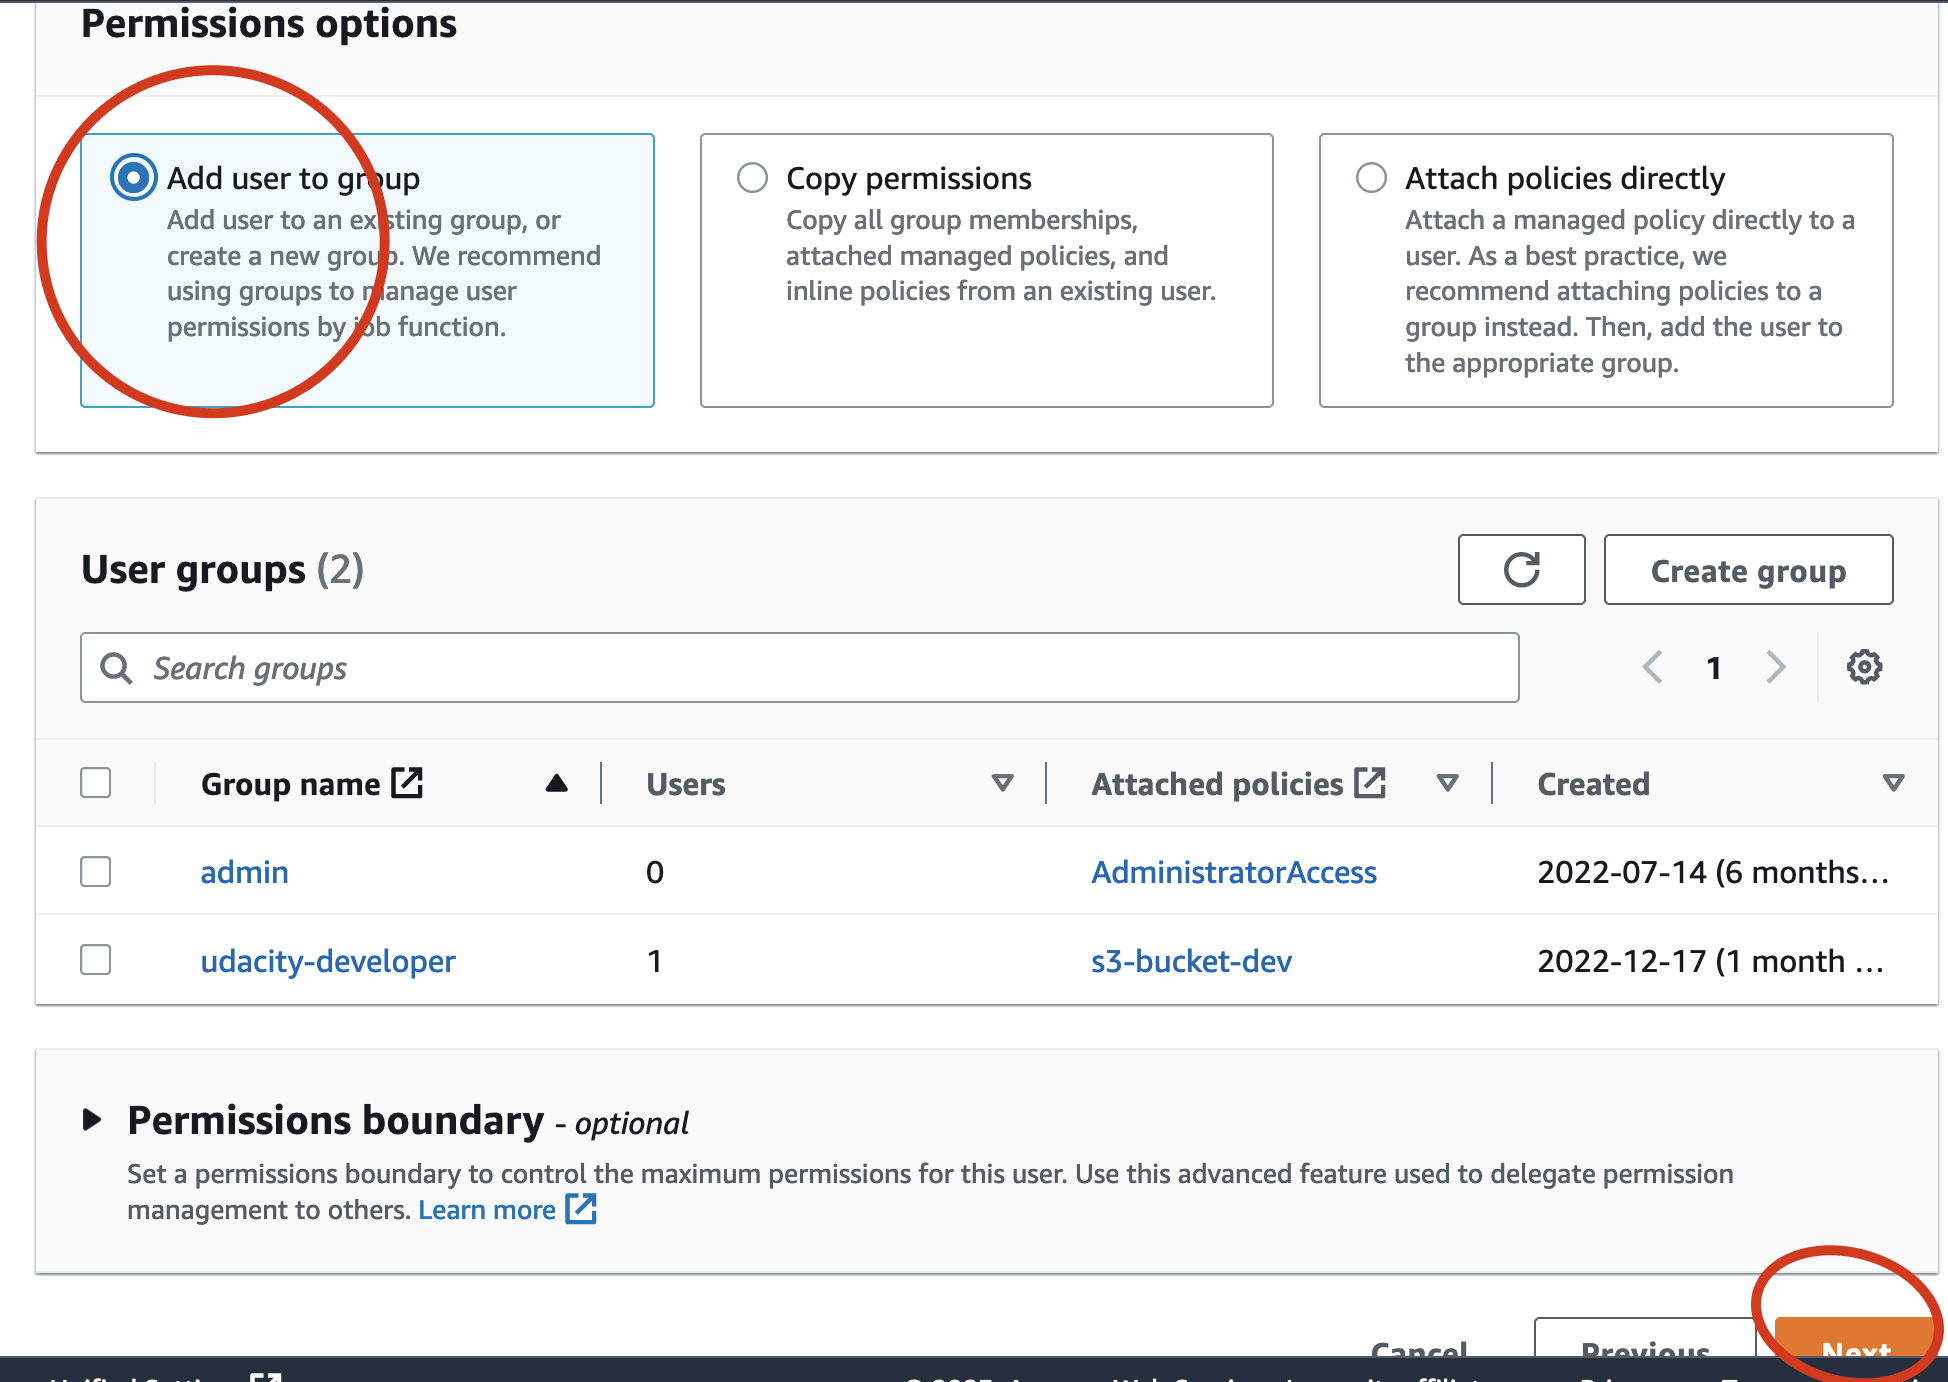 Permissions options
Add user to group
Add user to an existing group, or
create a new group. We recommend
using groups to manage user
permissions by job function.
Copy permissions
Copy all group memberships,
attached managed policies, and
inline policies from an existing user.
Attach policies directly
Attach a managed policy directly to a
user. As a best practice, we
recommend attaching policies to a
group instead. Then, add the user to
the appropriate group.
User groups (2)
Create group
Search groups
1
Group name Users Attached policies Created
admin 0 AdministratorAccess 2022-07-14 (6 months…
udacity-developer 1 s3-bucket-dev 2022-12-17 (1 month …
Permissions boundary - optional
Set a permissions boundary to control the maximum permissions for this user. Use this advanced feature used to delegate permission
management to others. Learn more
Cancel Previous Next